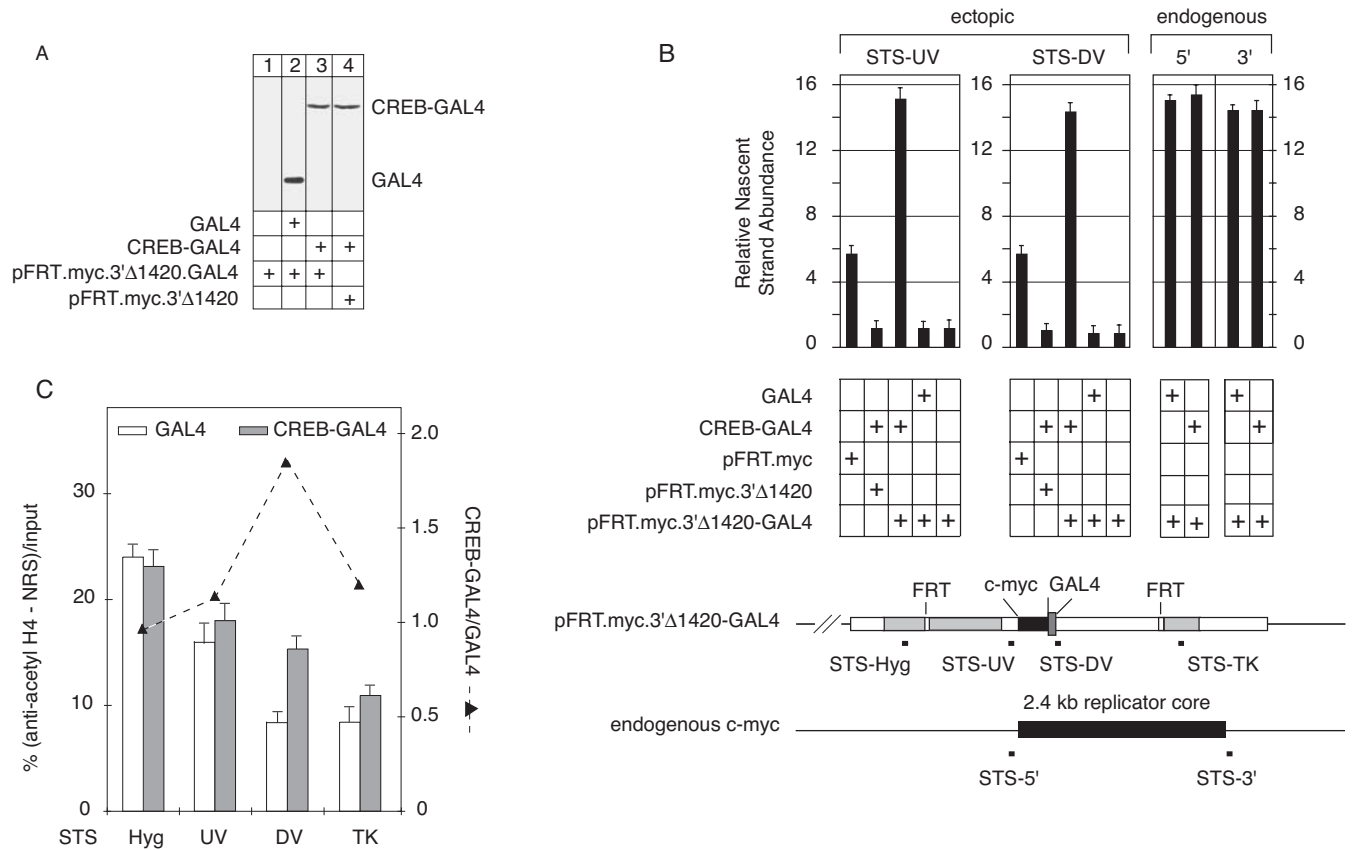 A
1 2 3 4
CREB-GAL4
GAL4
GAL4 +
CREB-GAL4 + +
pFRT.myc.3'Δ1420.GAL4 + + +
pFRT.myc.3'Δ1420 +
B
ectopic endogenous
STS-UV STS-DV 5' 3'
16 16 16
12 12 12
8 8 8
4 4 4
0 0 0
Relative Nascent
Strand Abundance
GAL4 + + + +
CREB-GAL4 + + + + + +
pFRT.myc + +
pFRT.myc.3'Δ1420 + +
pFRT.myc.3'Δ1420-GAL4 + + + + + + + + + +
FRT c-myc GAL4 FRT
pFRT.myc.3'Δ1420-GAL4
STS-Hyg STS-UV STS-DV STS-TK
2.4 kb replicator core
endogenous c-myc
STS-5' STS-3'
C
GAL4 CREB-GAL4
% (anti-acetyl H4 - NRS)/input
30
20
10
0
2.0
1.5
1.0
0.5
0
CREB-GAL4/GAL4
STS Hyg UV DV TK